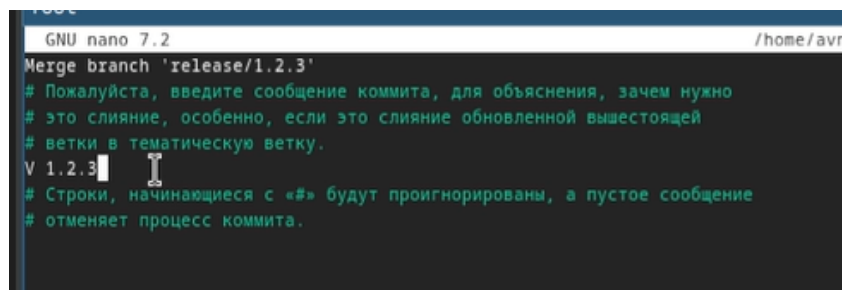 GNU nano 7.2 /home/avr
Merge branch 'release/1.2.3'
# Пожалуйста, введите сообщение коммита, для объяснения, зачем нужно
# это слияние, особенно, если это слияние обновленной вышестоящей
# ветки в тематическую ветку.
V 1.2.3
# Строки, начинающиеся с «#» будут проигнорированы, а пустое сообщение
# отменяет процесс коммита.